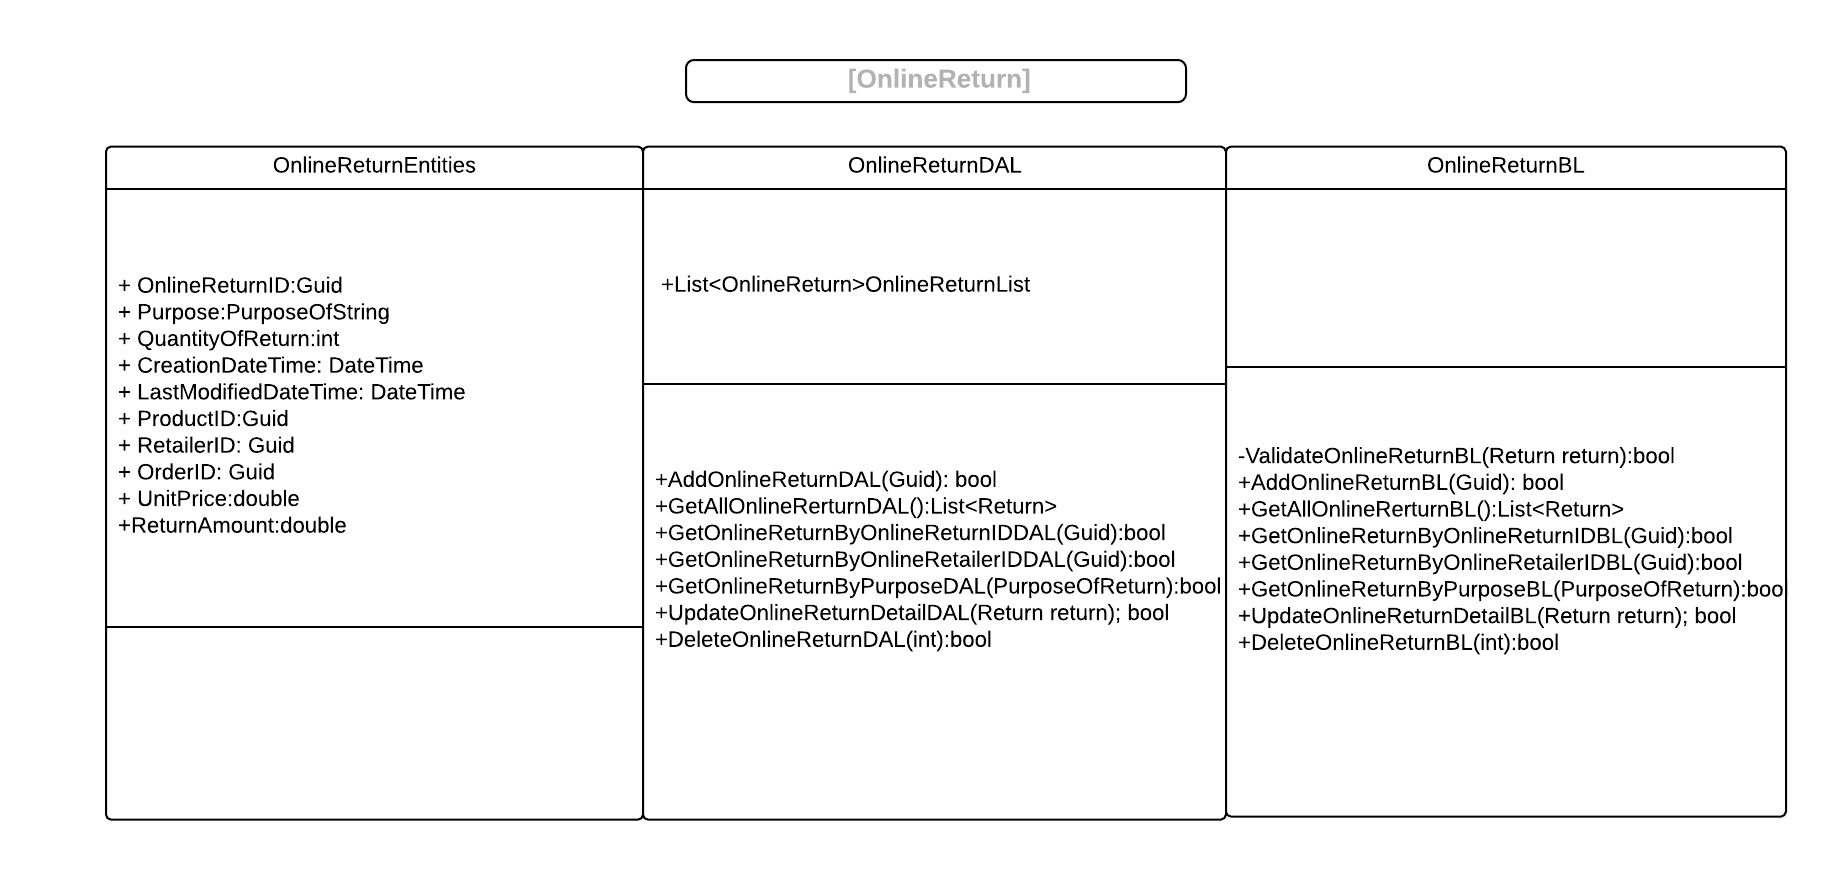 [OnlineReturn]
OnlineReturnEntities
+ OnlineReturnID:Guid
+ Purpose:PurposeOfString
+ QuantityOfReturn:int
+ CreationDateTime: DateTime
+ LastModifiedDateTime: DateTime
+ ProductID:Guid
+ RetailerID: Guid
+ OrderID: Guid
+ UnitPrice:double
+ReturnAmount:double
OnlineReturnDAL
+List<OnlineReturn>OnlineReturnList
+AddOnlineReturnDAL(Guid): bool
+GetAllOnlineRerturnDAL():List<Return>
+GetOnlineReturnByOnlineReturnIDDAL(Guid):bool
+GetOnlineReturnByOnlineRetailerIDDAL(Guid):bool
+GetOnlineReturnByPurposeDAL(PurposeOfReturn):bool
+UpdateOnlineReturnDetailDAL(Return return); bool
+DeleteOnlineReturnDAL(int):bool
OnlineReturnBL
-ValidateOnlineReturnBL(Return return):bool
+AddOnlineReturnBL(Guid): bool
+GetAllOnlineRerturnBL():List<Return>
+GetOnlineReturnByOnlineReturnIDBL(Guid):bool
+GetOnlineReturnByOnlineRetailerIDBL(Guid):bool
+GetOnlineReturnByPurposeBL(PurposeOfReturn):bool
+UpdateOnlineReturnDetailBL(Return return); bool
+DeleteOnlineReturnBL(int):bool